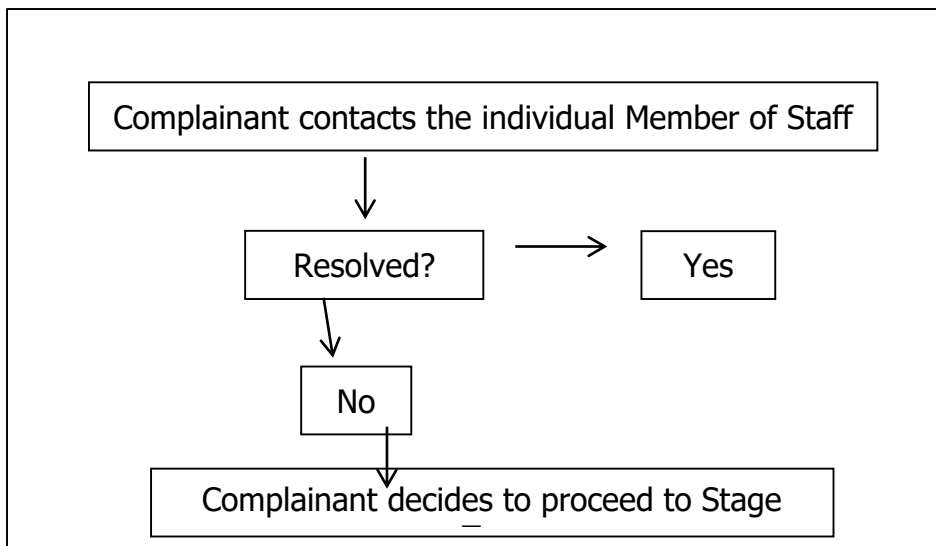 Complainant contacts the individual Member of Staff
Resolved?
Yes
No
Complainant decides to proceed to Stage